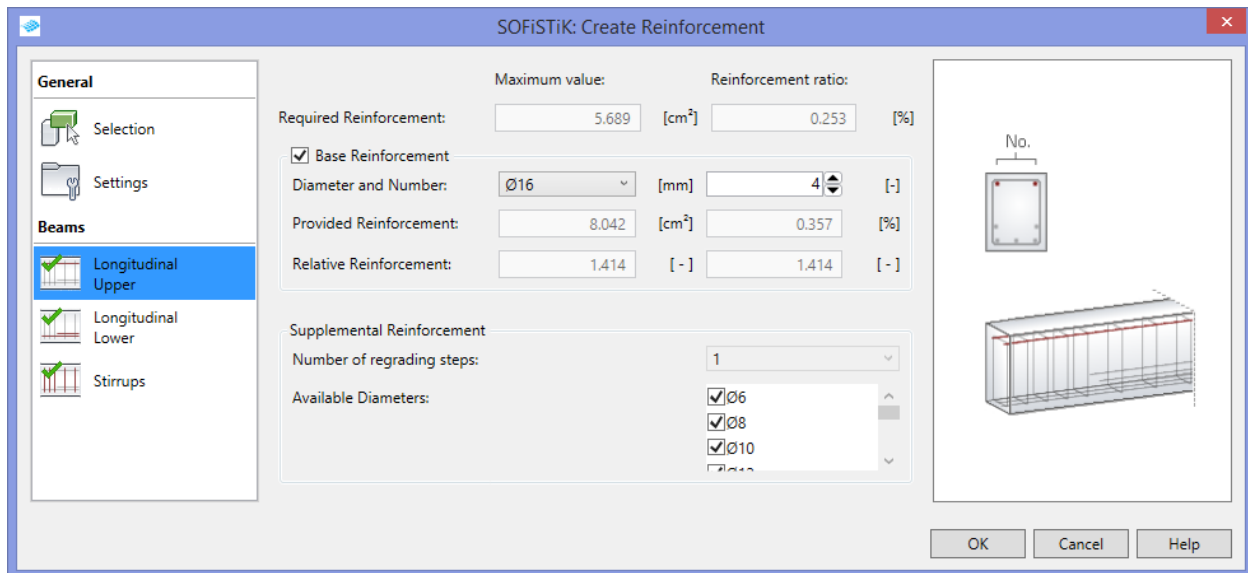 SOFiSTiK: Create Reinforcement
General
Selection
Settings
Beams
Longitudinal
Upper
Longitudinal
Lower
Stirrups
Maximum value: Reinforcement ratio:
Required Reinforcement: 5.689 [cm²] 0.253 [%]
Base Reinforcement
Diameter and Number: Ø16 [mm] 4 [-]
Provided Reinforcement: 8.042 [cm²] 0.357 [%]
Relative Reinforcement: 1.414 [ - ] 1.414 [ - ]
Supplemental Reinforcement
Number of regrading steps: 1
Available Diameters: Ø6
Ø8
Ø10
No.
OK Cancel Help